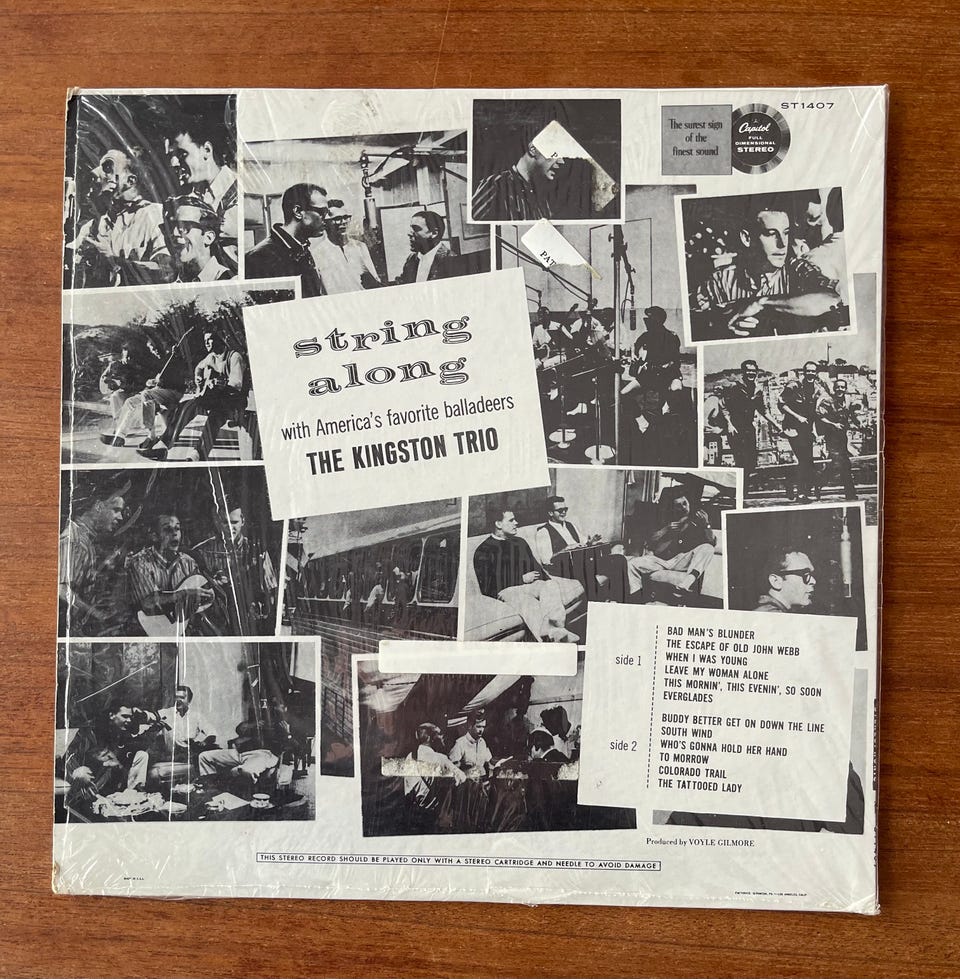 ST1407
The surest sign
of the
finest sound
Capitol
FULL
DIMENSIONAL
STEREO
PA
PAT
string
along
with America's favorite balladeers
THE KINGSTON TRIO
side 1
BAD MAN'S BLUNDER
THE ESCAPE OF OLD JOHN WEBB
WHEN I WAS YOUNG
LEAVE MY WOMAN ALONE
THIS MORNIN', THIS EVENIN', SO SOON
EVERGLADES
side 2
BUDDY BETTER GET ON DOWN THE LINE
SOUTH WIND
WHO'S GONNA HOLD HER HAND
TO MORROW
COLORADO TRAIL
THE TATTOOED LADY
Produced by VOYLE GILMORE
THIS STEREO RECORD SHOULD BE PLAYED ONLY WITH A STEREO CARTRIDGE AND NEEDLE TO AVOID DAMAGE